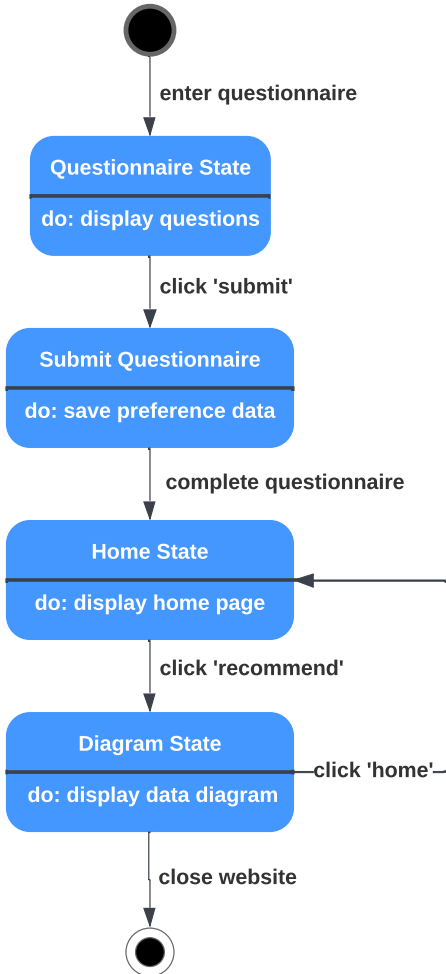 enter questionnaire
Questionnaire State
do: display questions
click 'submit'
Submit Questionnaire
do: save preference data
complete questionnaire
Home State
do: display home page
click 'recommend'
Diagram State
click 'home'
do: display data diagram
close website